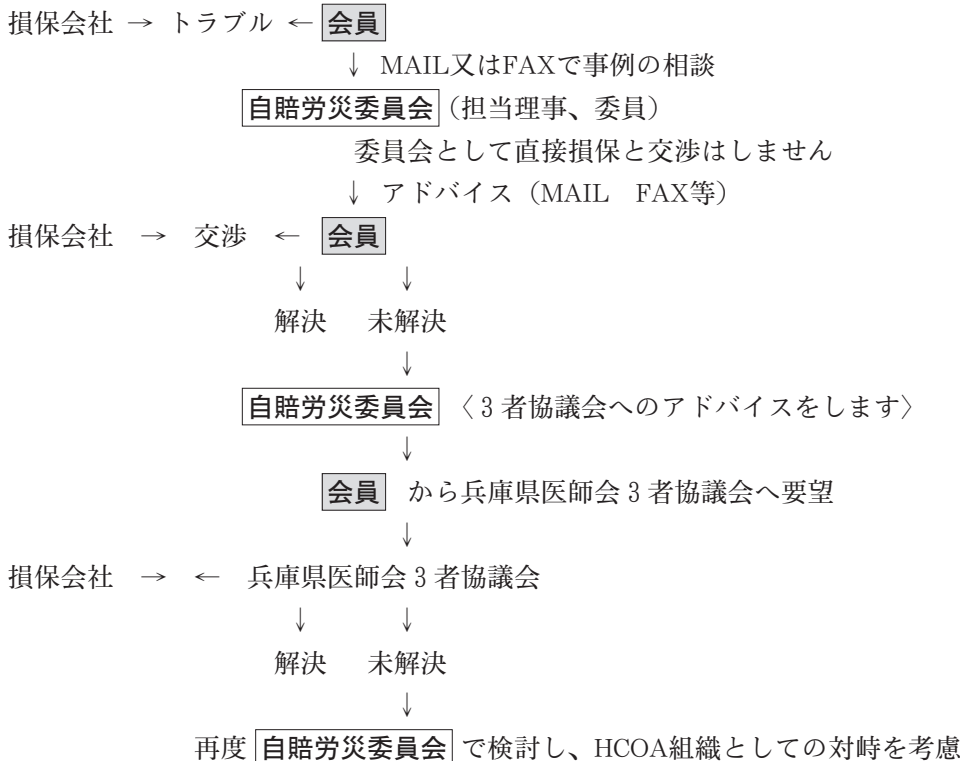 損保会社 → トラブル ← 会員
↓ MAIL又はFAXで事例の相談
自賠労災委員会(担当理事、委員)
委員会として直接損保と交渉はしません
↓ アドバイス(MAIL　FAX等)
損保会社 → 交渉 ← 会員
↓ ↓
解決 未解決
↓
自賠労災委員会 〈3者協議会へのアドバイスをします〉
↓
会員 から兵庫県医師会3者協議会へ要望
↓
損保会社 → ← 兵庫県医師会3者協議会
↓ ↓
解決 未解決
↓
再度 自賠労災委員会 で検討し、HCOA組織としての対峙を考慮